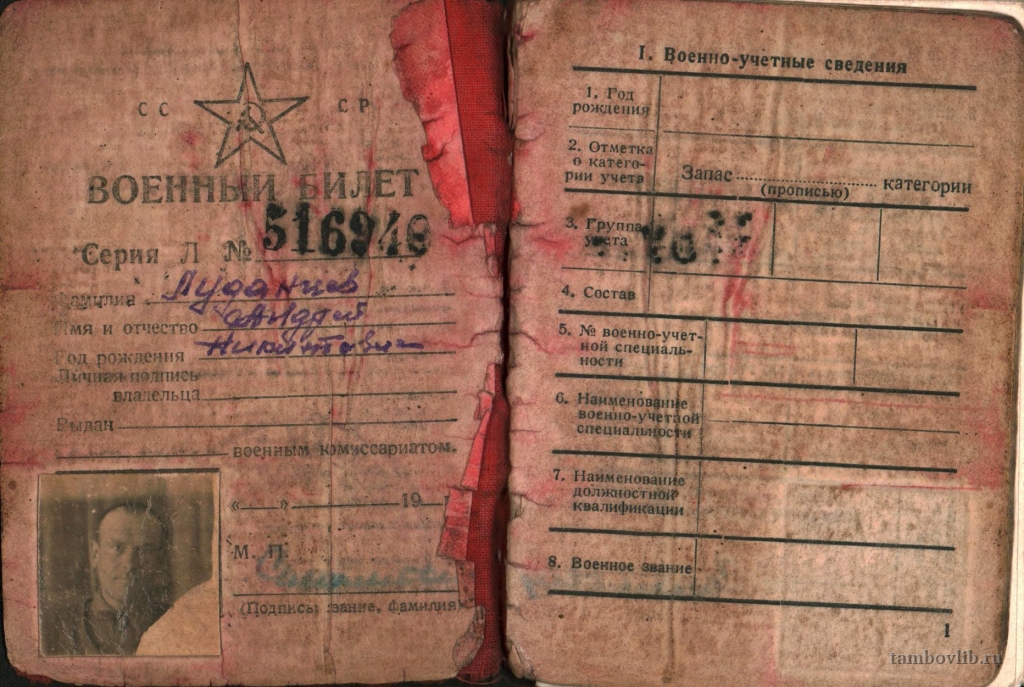 СС СР
ВОЕННЫЙ БИЛЕТ
Серия Л № 516940
Фамилия Луданцев
Имя и отчество Андрей
Никитович
Год рождения
Личная подпись
владельца
Выдан
военным комиссариатом.
«    »    19
М. П.
(Подпись, звание, фамилия)
I. Военно-учетные сведения
1. Год
рождения
2. Отметка
о катего-
рии учета
Запас ........ категории
(прописью)
3. Группа
учета
4. Состав
5. № военно-учет-
ной специаль-
ности
6. Наименование
военно-учетной
специальности
7. Наименование
должностной
квалификации
8. Военное звание
1
tambovlib.ru